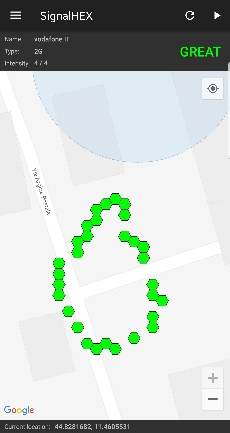 SignalHEX
Name: vodafone IT
Type: 2G
GREAT
Intensity 4 / 4
Google
Current location: 44.8281682, 11.4605531